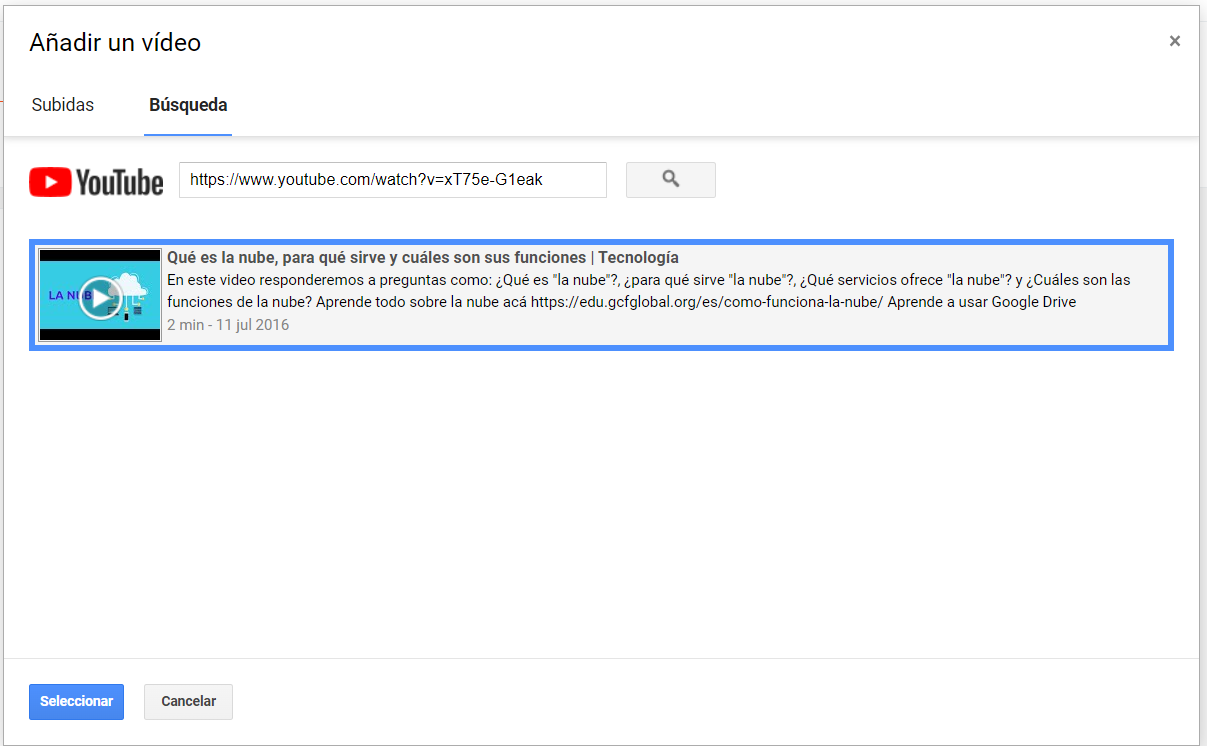 Añadir un vídeo
×
Subidas Búsqueda
YouTube https://www.youtube.com/watch?v=xT75e-G1eak
Qué es la nube, para qué sirve y cuáles son sus funciones | Tecnología
En este video responderemos a preguntas como: ¿Qué es "la nube"?, ¿para qué sirve "la nube"?, ¿Qué servicios ofrece "la nube"? y ¿Cuáles son las
LA NUB
funciones de la nube? Aprende todo sobre la nube acá https://edu.gcfglobal.org/es/como-funciona-la-nube/ Aprende a usar Google Drive
2 min - 11 jul 2016
Seleccionar Cancelar